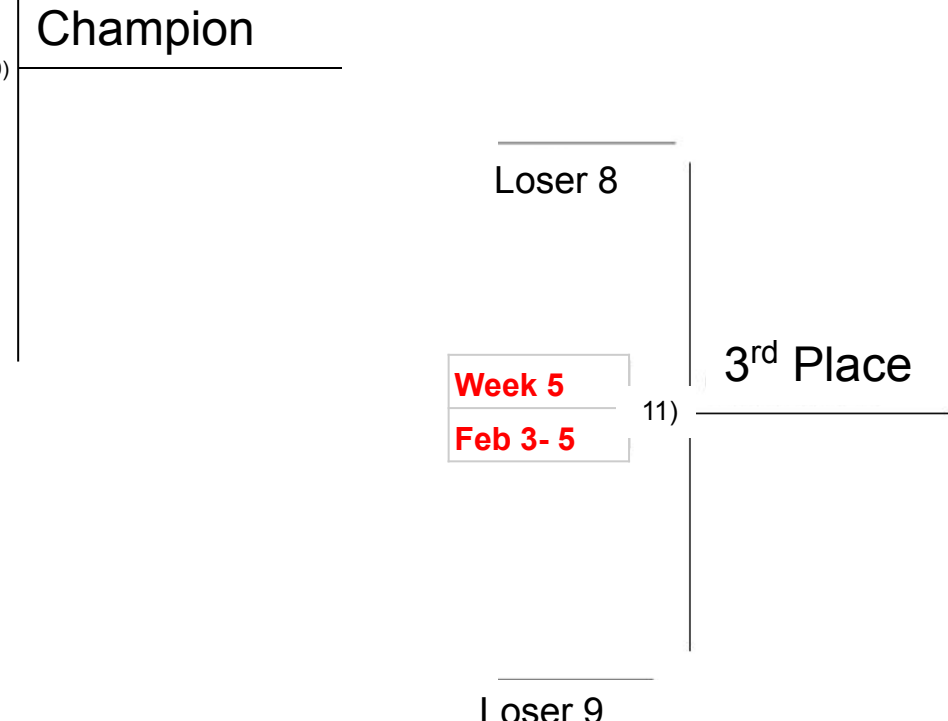 Champion
)
Loser 8
Week 5
3rd Place
11)
Feb 3- 5
Loser 9